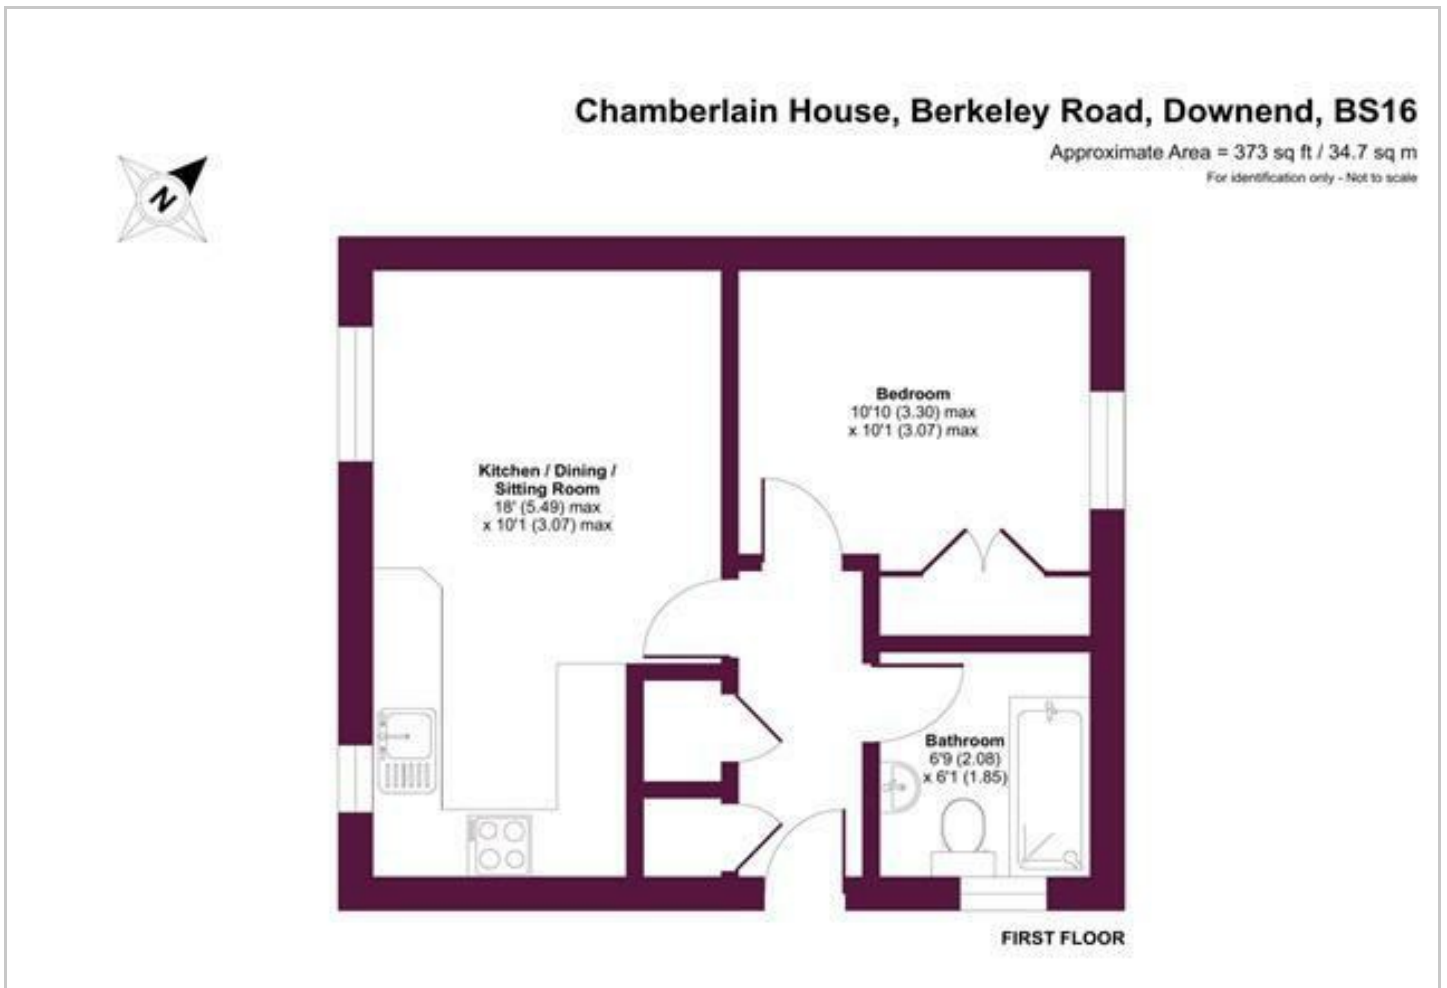 Chamberlain House, Berkeley Road, Downend, BS16
Approximate Area = 373 sq ft / 34.7 sq m
For identification only - Not to scale
N
Bedroom
10'10 (3.30) max
x 10'1 (3.07) max
Kitchen / Dining /
Sitting Room
18' (5.49) max
x 10'1 (3.07) max
Bathroom
6'9 (2.08)
x 6'1 (1.85)
FIRST FLOOR